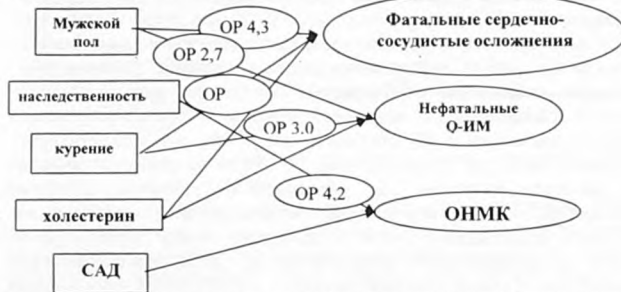 Мужской
пол
ОР 4,3
Фатальные сердечно-
сосудистые осложнения
ОР 2,7
наследственность
ОР
Нефатальные
Q-ИМ
ОР 3.0
курение
ОР 4,2
холестерин
ОНМК
САД